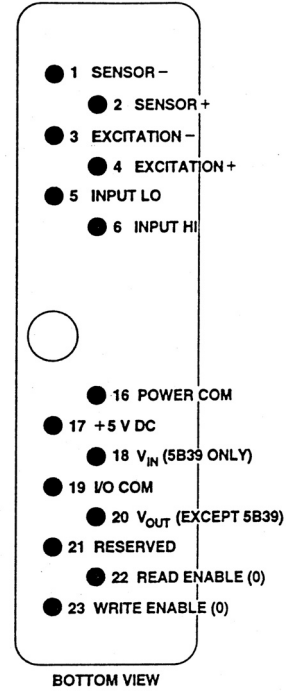 1 SENSOR −
2 SENSOR +
3 EXCITATION −
4 EXCITATION +
5 INPUT LO
6 INPUT HI
16 POWER COM
17 +5 V DC
18 VIN (5B39 ONLY)
19 I/O COM
20 VOUT (EXCEPT 5B39)
21 RESERVED
22 READ ENABLE (0)
23 WRITE ENABLE (0)
BOTTOM VIEW